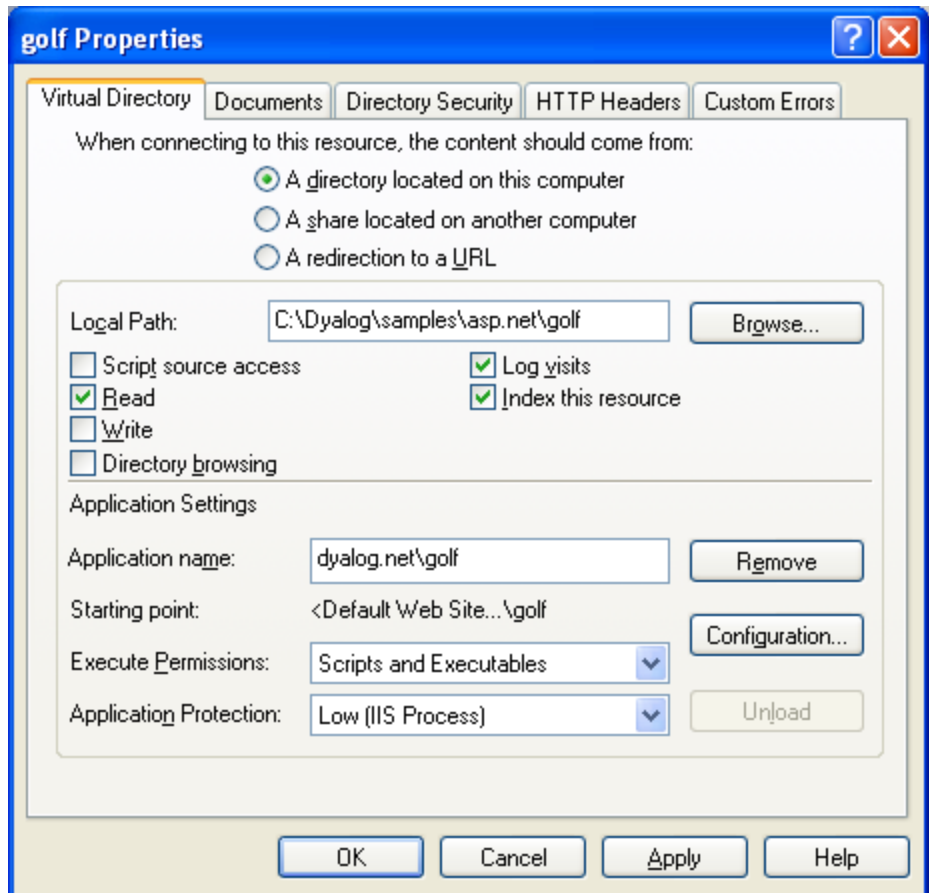 golf Properties
Virtual Directory Documents Directory Security HTTP Headers Custom Errors
When connecting to this resource, the content should come from:
A directory located on this computer
A share located on another computer
A redirection to a URL
Local Path: C:\Dyalog\samples\asp.net\golf Browse...
Script source access Log visits
Read Index this resource
Write
Directory browsing
Application Settings
Application name: dyalog.net\golf Remove
Starting point: <Default Web Site...\golf
Configuration...
Execute Permissions: Scripts and Executables
Application Protection: Low (IIS Process) Unload
OK Cancel Apply Help